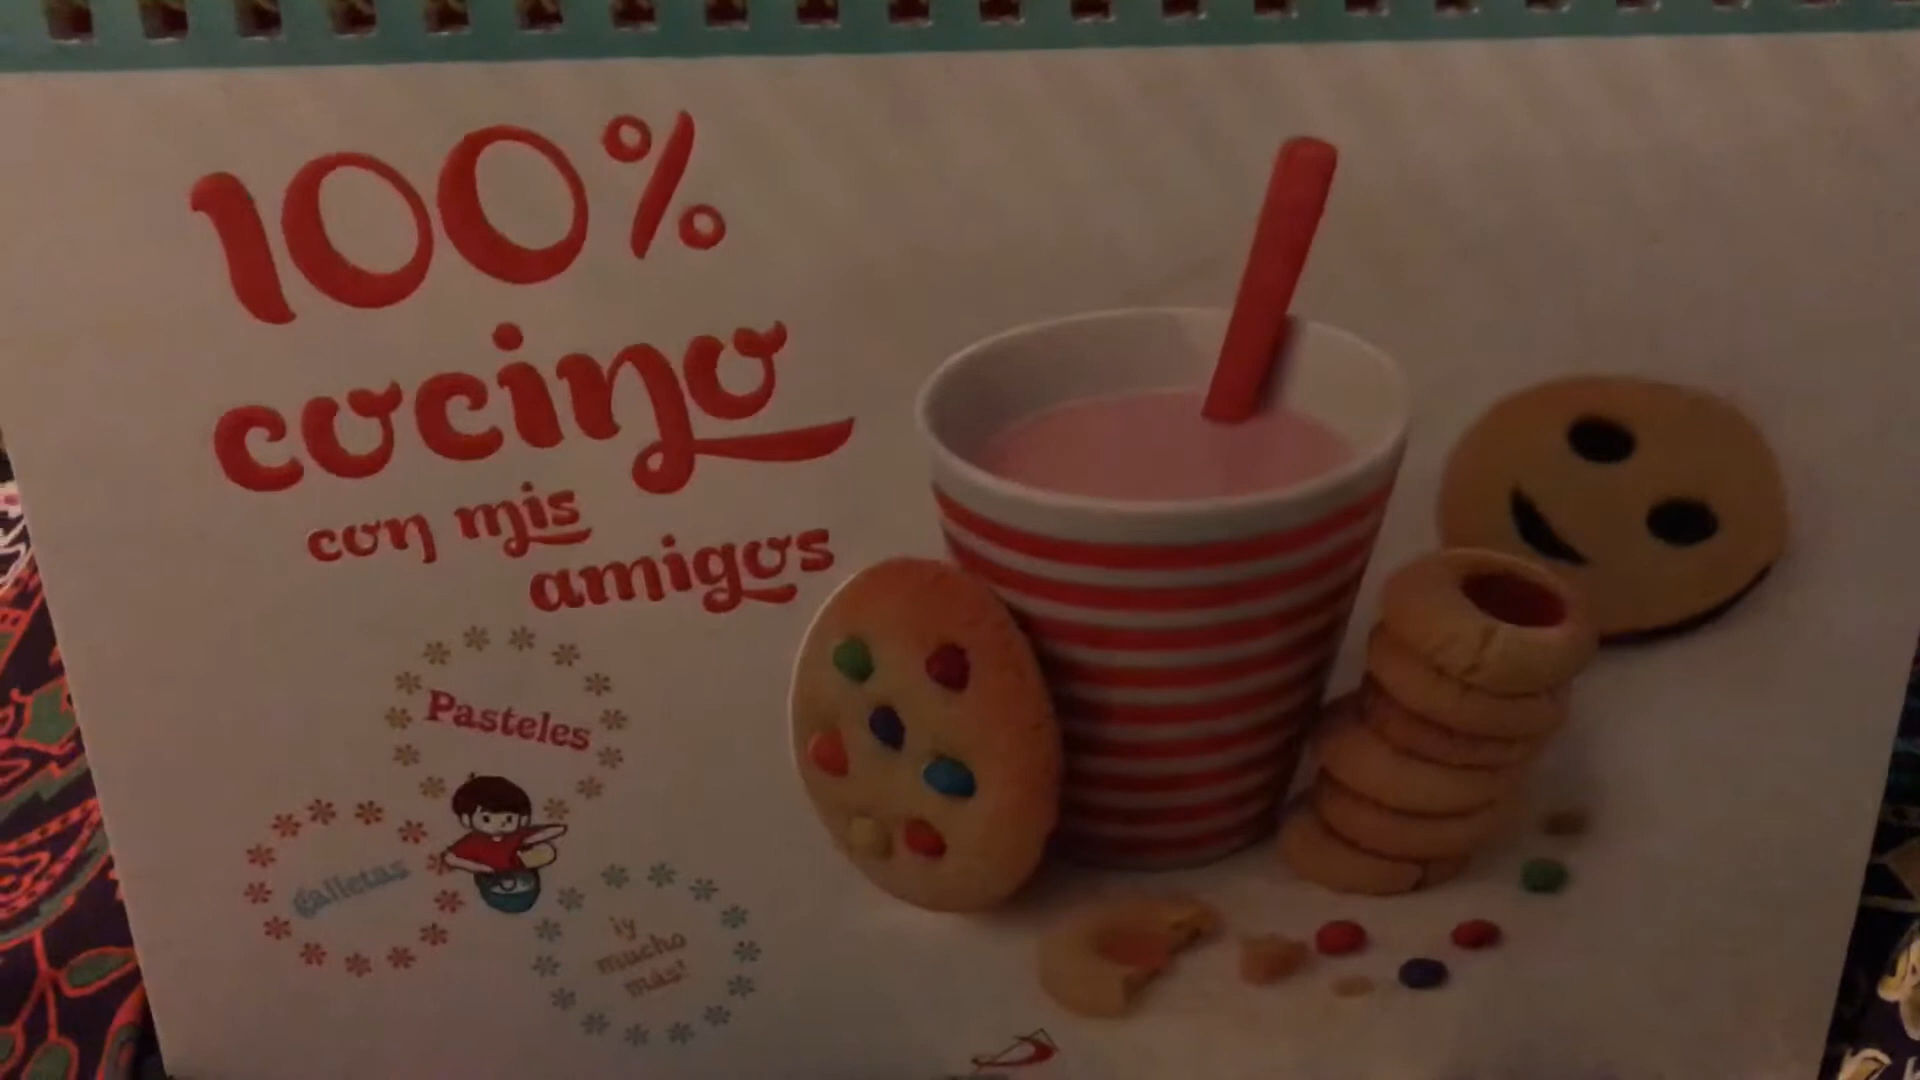 100%
cocino
con mis
amigos
Pasteles
galletas
¡y
mucho
más!